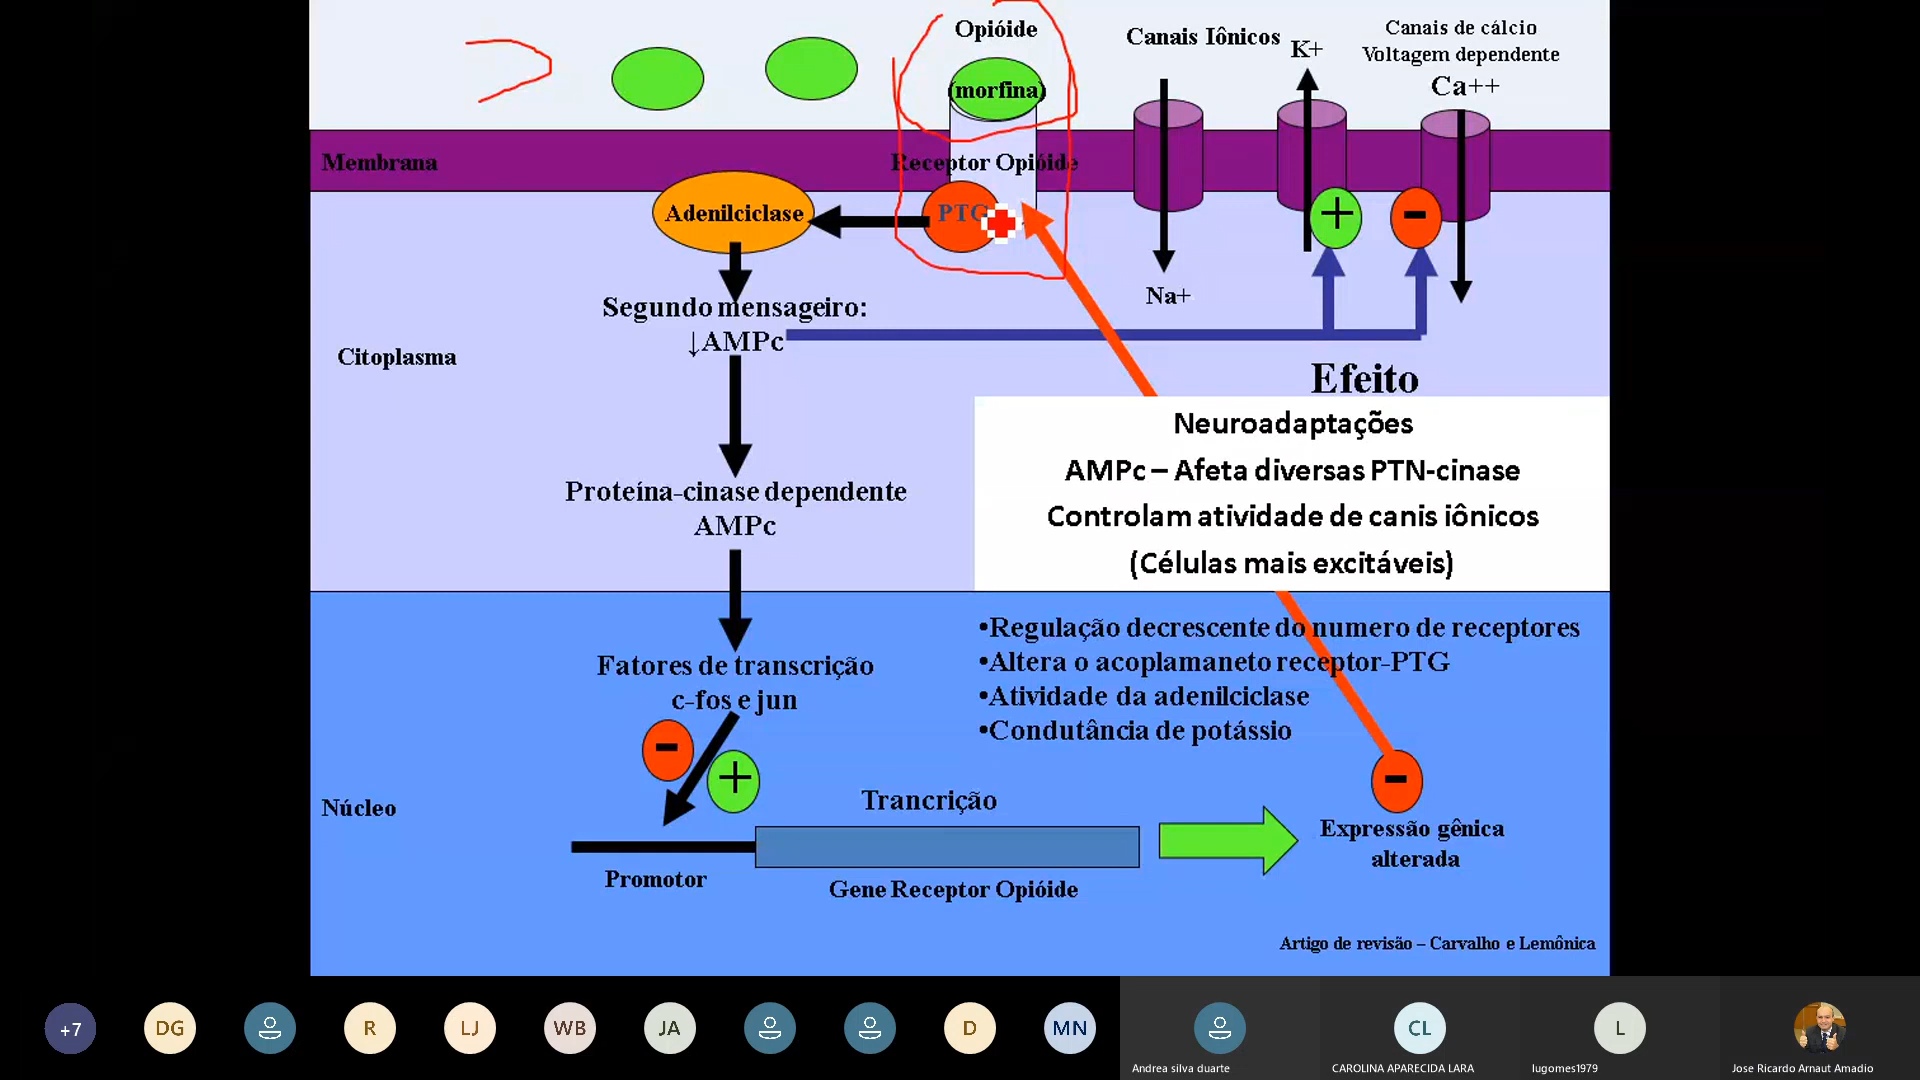 Opióide
(morfina)
Canais Iônicos
K+
Canais de cálcio
Voltagem dependente
Ca++
Membrana
Receptor Opióide
Adenilciclase
PTG
+
-
Na+
Segundo mensageiro:
↓AMPc
Citoplasma
Efeito
Neuroadaptações
AMPc – Afeta diversas PTN-cinase
Controlam atividade de canis iônicos
(Células mais excitáveis)
Proteína-cinase dependente
AMPc
•Regulação decrescente do numero de receptores
•Altera o acoplamaneto receptor-PTG
•Atividade da adenilciclase
•Condutância de potássio
Fatores de transcrição
c-fos e jun
-
+
-
Núcleo
Trancrição
Expressão gênica
alterada
Promotor
Gene Receptor Opióide
Artigo de revisão – Carvalho e Lemônica
+7
DG
R
LJ
WB
JA
D
MN
CL
L
Andrea silva duarte
CAROLINA APARECIDA LARA
lugomes1979
Jose Ricardo Arnaut Amadio